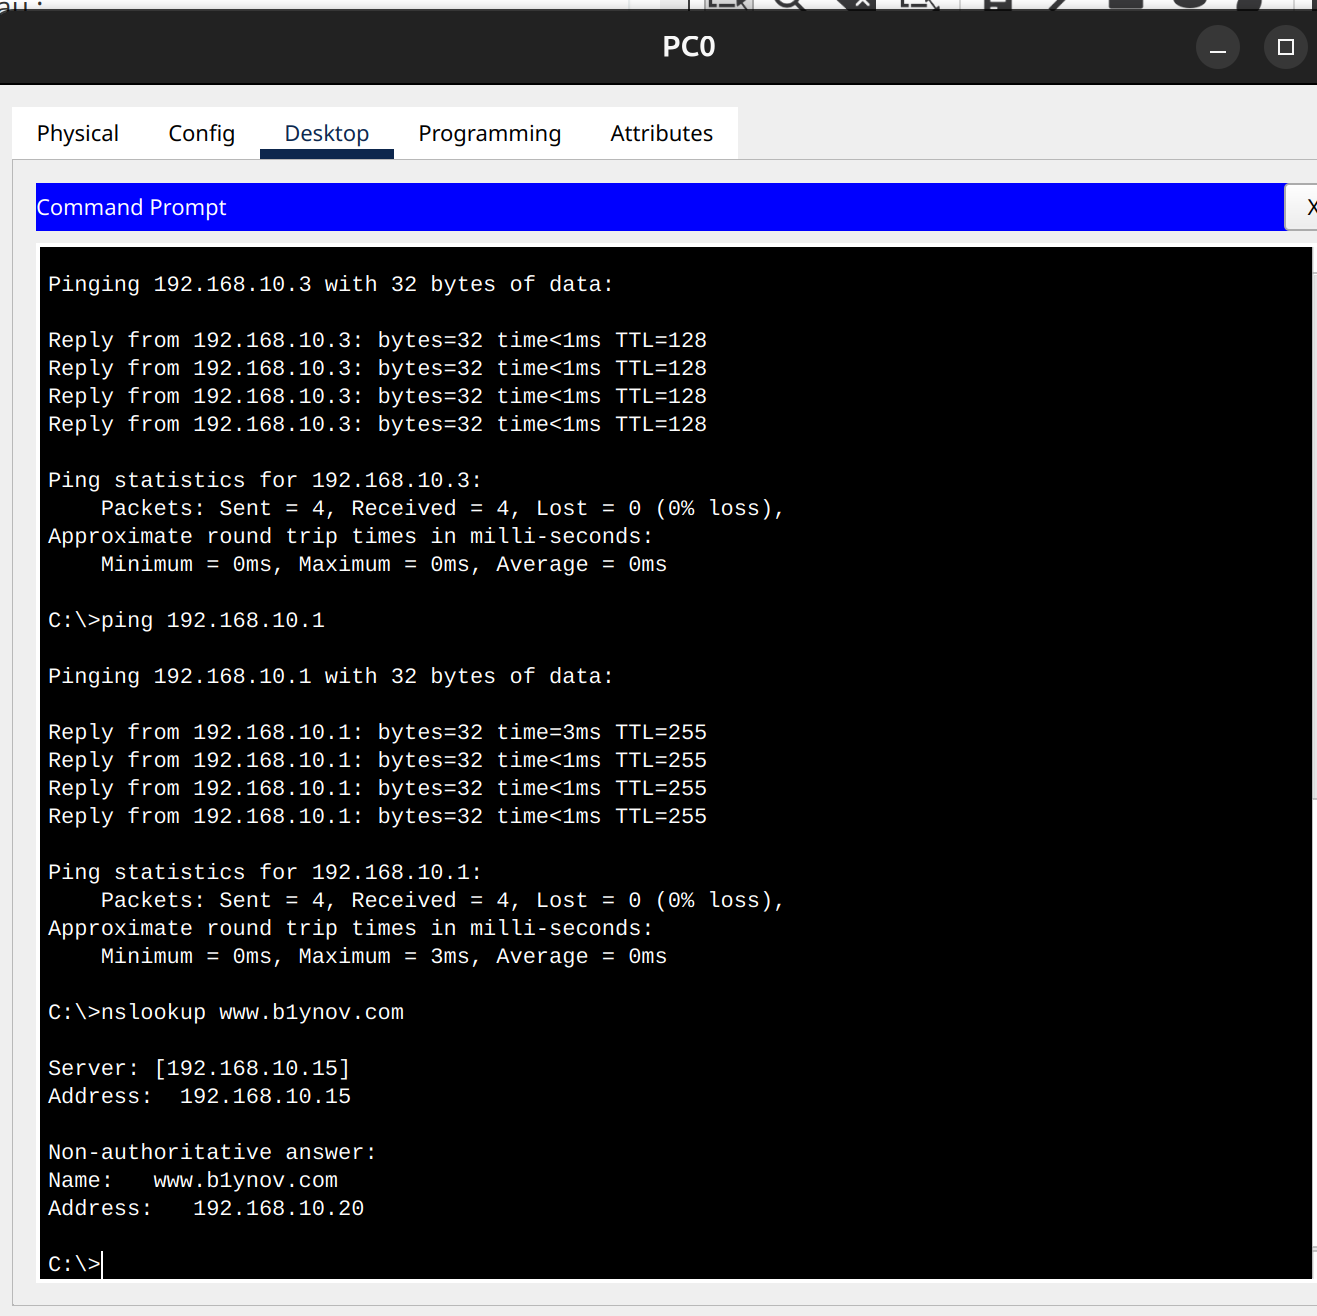 PC0
Physical Config Desktop Programming Attributes
Command Prompt X
Pinging 192.168.10.3 with 32 bytes of data:
Reply from 192.168.10.3: bytes=32 time<1ms TTL=128
Reply from 192.168.10.3: bytes=32 time<1ms TTL=128
Reply from 192.168.10.3: bytes=32 time<1ms TTL=128
Reply from 192.168.10.3: bytes=32 time<1ms TTL=128
Ping statistics for 192.168.10.3:
    Packets: Sent = 4, Received = 4, Lost = 0 (0% loss),
Approximate round trip times in milli-seconds:
    Minimum = 0ms, Maximum = 0ms, Average = 0ms
C:\>ping 192.168.10.1
Pinging 192.168.10.1 with 32 bytes of data:
Reply from 192.168.10.1: bytes=32 time=3ms TTL=255
Reply from 192.168.10.1: bytes=32 time<1ms TTL=255
Reply from 192.168.10.1: bytes=32 time<1ms TTL=255
Reply from 192.168.10.1: bytes=32 time<1ms TTL=255
Ping statistics for 192.168.10.1:
    Packets: Sent = 4, Received = 4, Lost = 0 (0% loss),
Approximate round trip times in milli-seconds:
    Minimum = 0ms, Maximum = 3ms, Average = 0ms
C:\>nslookup www.b1ynov.com
Server: [192.168.10.15]
Address:  192.168.10.15
Non-authoritative answer:
Name:   www.b1ynov.com
Address:   192.168.10.20
C:\>